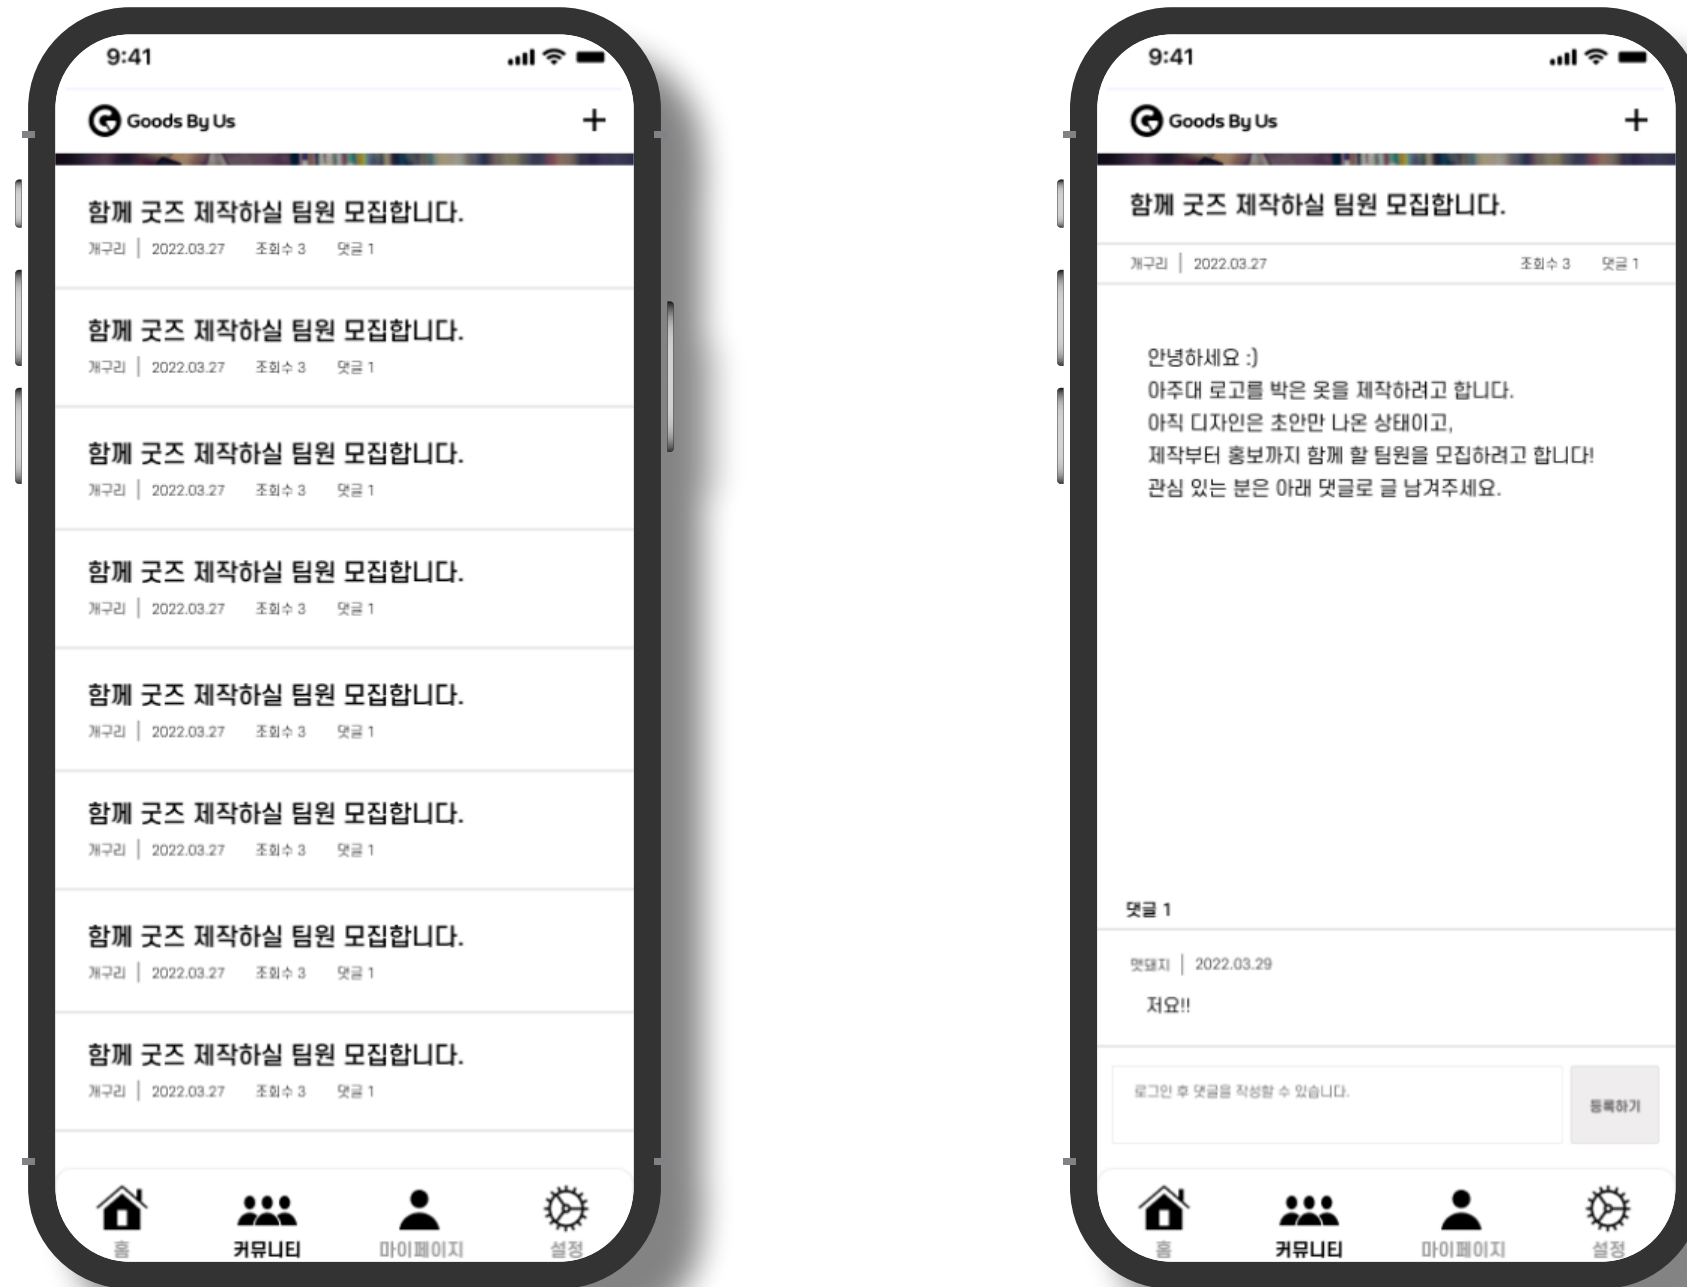 9:41
Goods By Us
함께 굿즈 제작하실 팀원 모집합니다.
개구리 | 2022.03.27 조회수 3 댓글 1
함께 굿즈 제작하실 팀원 모집합니다.
개구리 | 2022.03.27 조회수 3 댓글 1
함께 굿즈 제작하실 팀원 모집합니다.
개구리 | 2022.03.27 조회수 3 댓글 1
함께 굿즈 제작하실 팀원 모집합니다.
개구리 | 2022.03.27 조회수 3 댓글 1
함께 굿즈 제작하실 팀원 모집합니다.
개구리 | 2022.03.27 조회수 3 댓글 1
함께 굿즈 제작하실 팀원 모집합니다.
개구리 | 2022.03.27 조회수 3 댓글 1
함께 굿즈 제작하실 팀원 모집합니다.
개구리 | 2022.03.27 조회수 3 댓글 1
함께 굿즈 제작하실 팀원 모집합니다.
개구리 | 2022.03.27 조회수 3 댓글 1
홈 커뮤니티 마이페이지 설정
9:41
Goods By Us
함께 굿즈 제작하실 팀원 모집합니다.
개구리 | 2022.03.27 조회수 3 댓글 1
안녕하세요 :)
아주대 로고를 박은 옷을 제작하려고 합니다.
아직 디자인은 초안만 나온 상태이고,
제작부터 홍보까지 함께 할 팀원을 모집하려고 합니다!
관심 있는 분은 아래 댓글로 글 남겨주세요.
댓글 1
멧돼지 | 2022.03.29
저요!!
로그인 후 댓글을 작성할 수 있습니다.
등록하기
홈 커뮤니티 마이페이지 설정